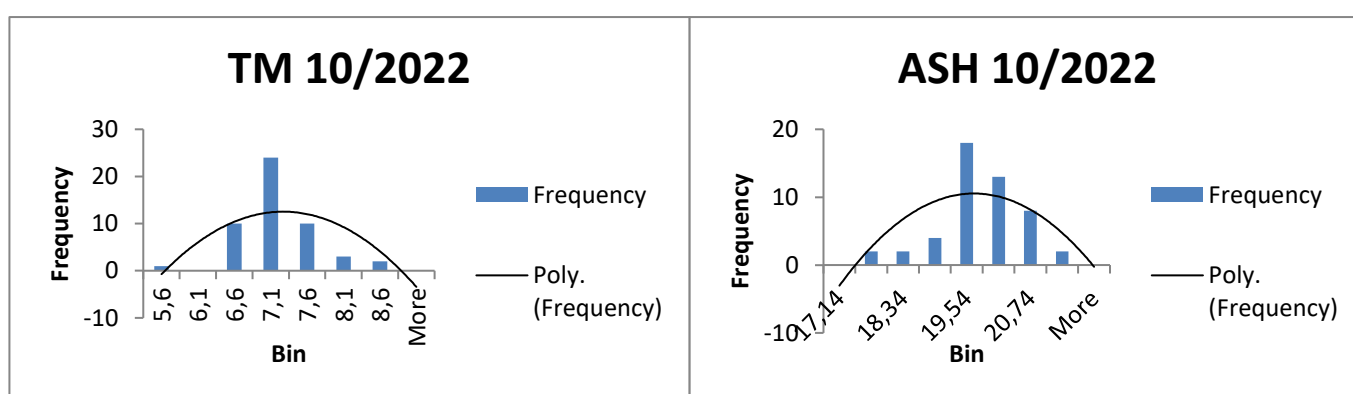 TM 10/2022
30
20
10
0
-10
Frequency
5,6
6,1
6,6
7,1
7,6
8,1
8,6
More
Bin
Frequency
Poly.
(Frequency)
ASH 10/2022
20
10
0
-10
Frequency
17,14
18,34
19,54
20,74
More
Bin
Frequency
Poly.
(Frequency)